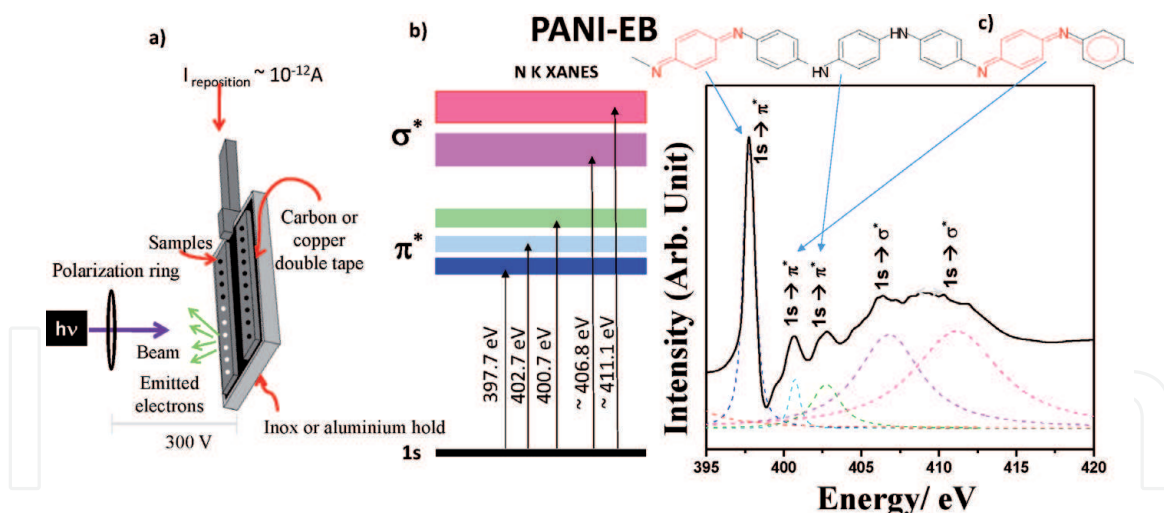 PANI-EB
a)
I reposition ~ 10-12A
Samples
Carbon or
copper
double tape
Polarization ring
hν
Beam
Emitted
electrons
300 V
Inox or aluminium hold
b)
N K XANES
σ*
π*
397.7 eV
402.7 eV
400.7 eV
~ 406.8 eV
~ 411.1 eV
1s
c)
N
N
HN
HN
N
N
Intensity (Arb. Unit)
1s → π*
1s → π*
1s → π*
1s → σ*
1s → σ*
395 400 405 410 415 420
Energy/ eV